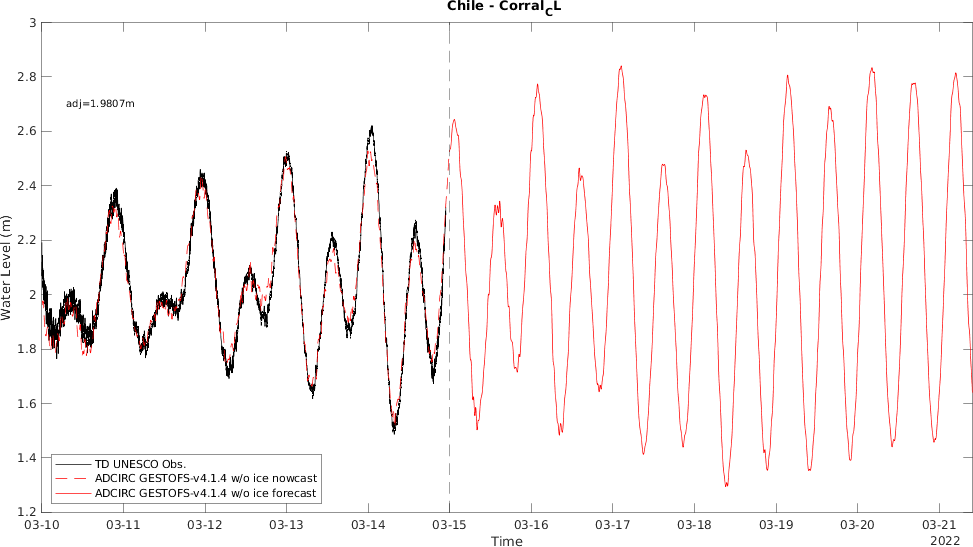 Chile - Corral_CL
3
2.8
2.6
2.4
2.2
2
1.8
1.6
1.4
1.2
Water Level (m)
adj=1.9807m
TD UNESCO Obs.
ADCIRC GESTOFS-v4.1.4 w/o ice nowcast
ADCIRC GESTOFS-v4.1.4 w/o ice forecast
03-10 03-11 03-12 03-13 03-14 03-15 03-16 03-17 03-18 03-19 03-20 03-21
Time
2022